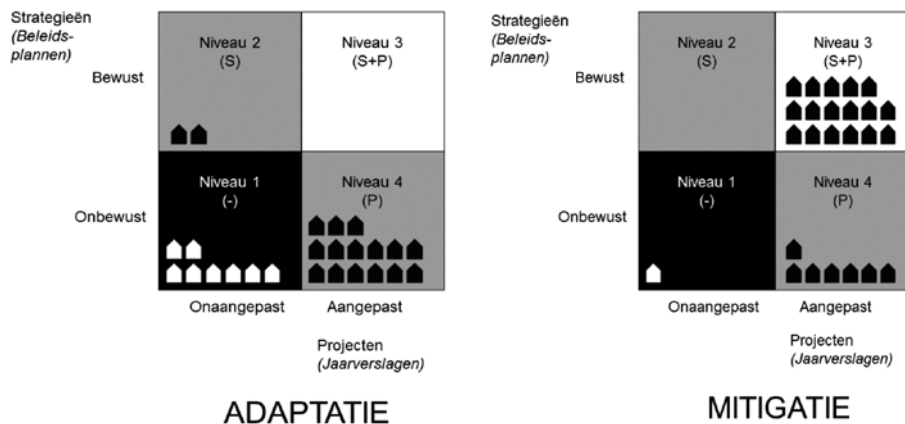 Strategieën
(Beleids-
plannen)
Bewust
Onbewust
Niveau 2
(S)
Niveau 3
(S+P)
Niveau 1
(-)
Niveau 4
(P)
Onaangepast
Aangepast
Projecten
(Jaarverslagen)
ADAPTATIE
Strategieën
(Beleids-
plannen)
Bewust
Onbewust
Niveau 2
(S)
Niveau 3
(S+P)
Niveau 1
(-)
Niveau 4
(P)
Onaangepast
Aangepast
Projecten
(Jaarverslagen)
MITIGATIE